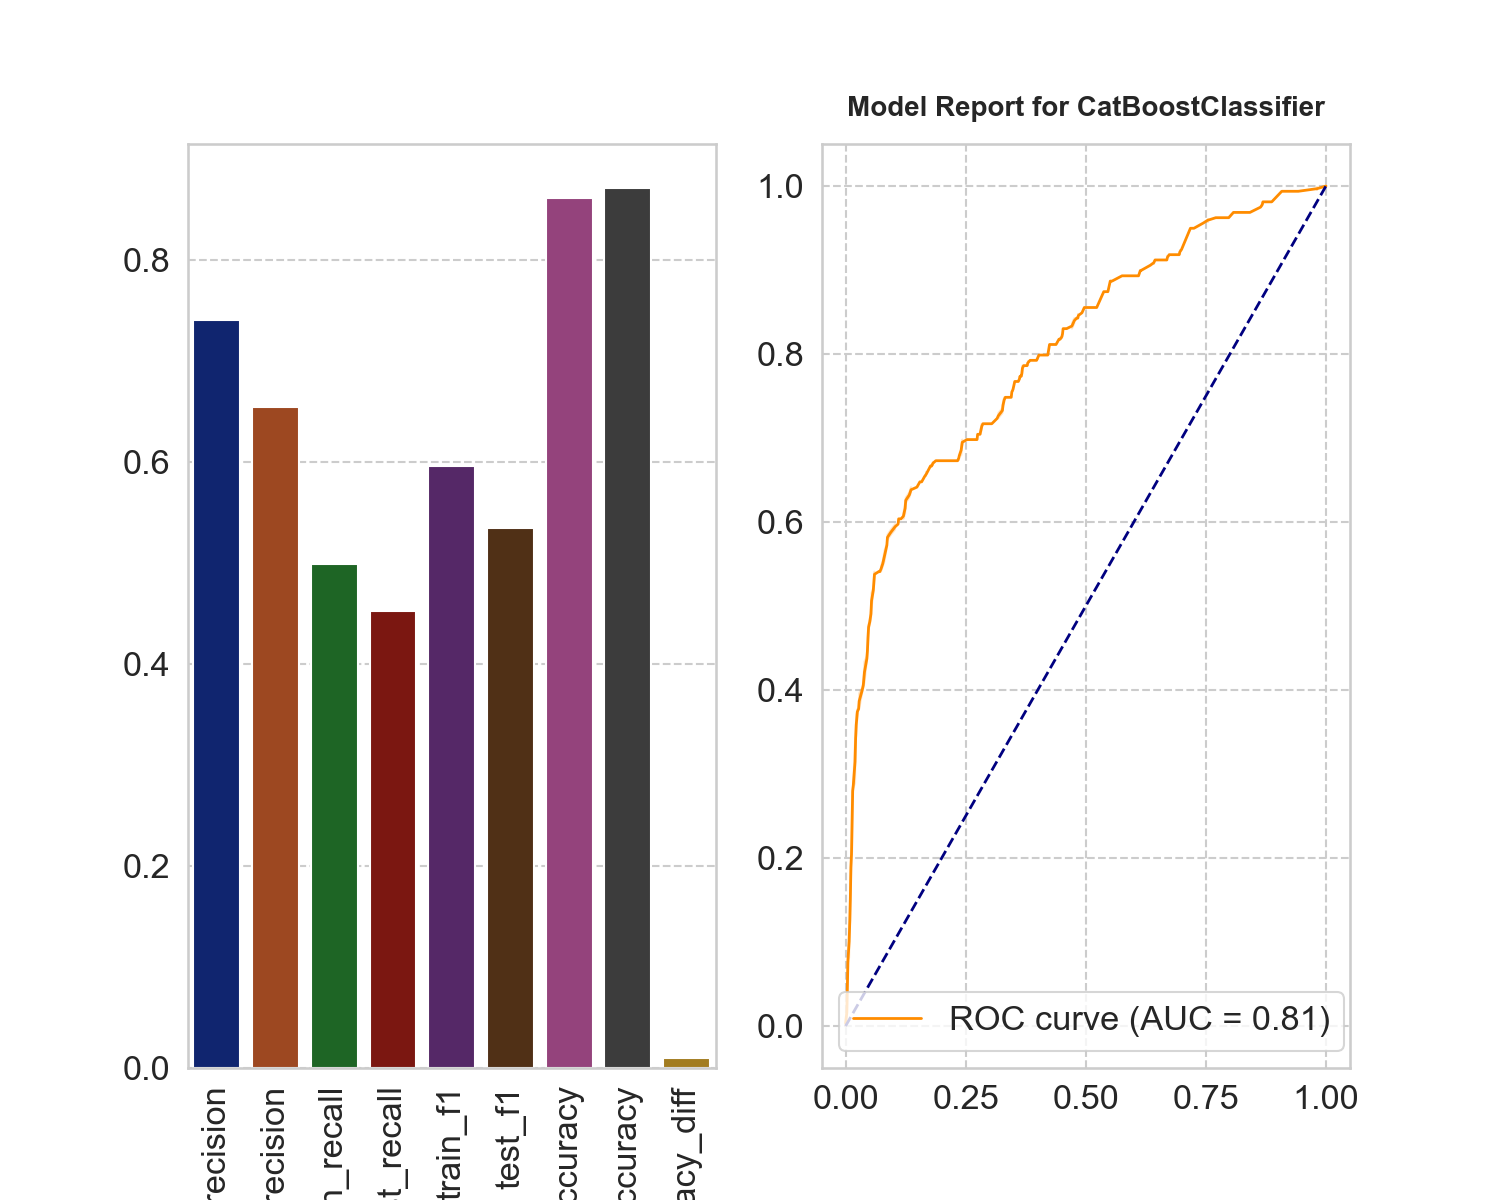 Model Report for CatBoostClassifier
0.8
0.6
0.4
0.2
0.0
recision
recision
n_recall
t_recall
train_f1
test_f1
ccuracy
ccuracy
acy_diff
1.0
0.8
0.6
0.4
0.2
0.0
ROC curve (AUC = 0.81)
0.00 0.25 0.50 0.75 1.00